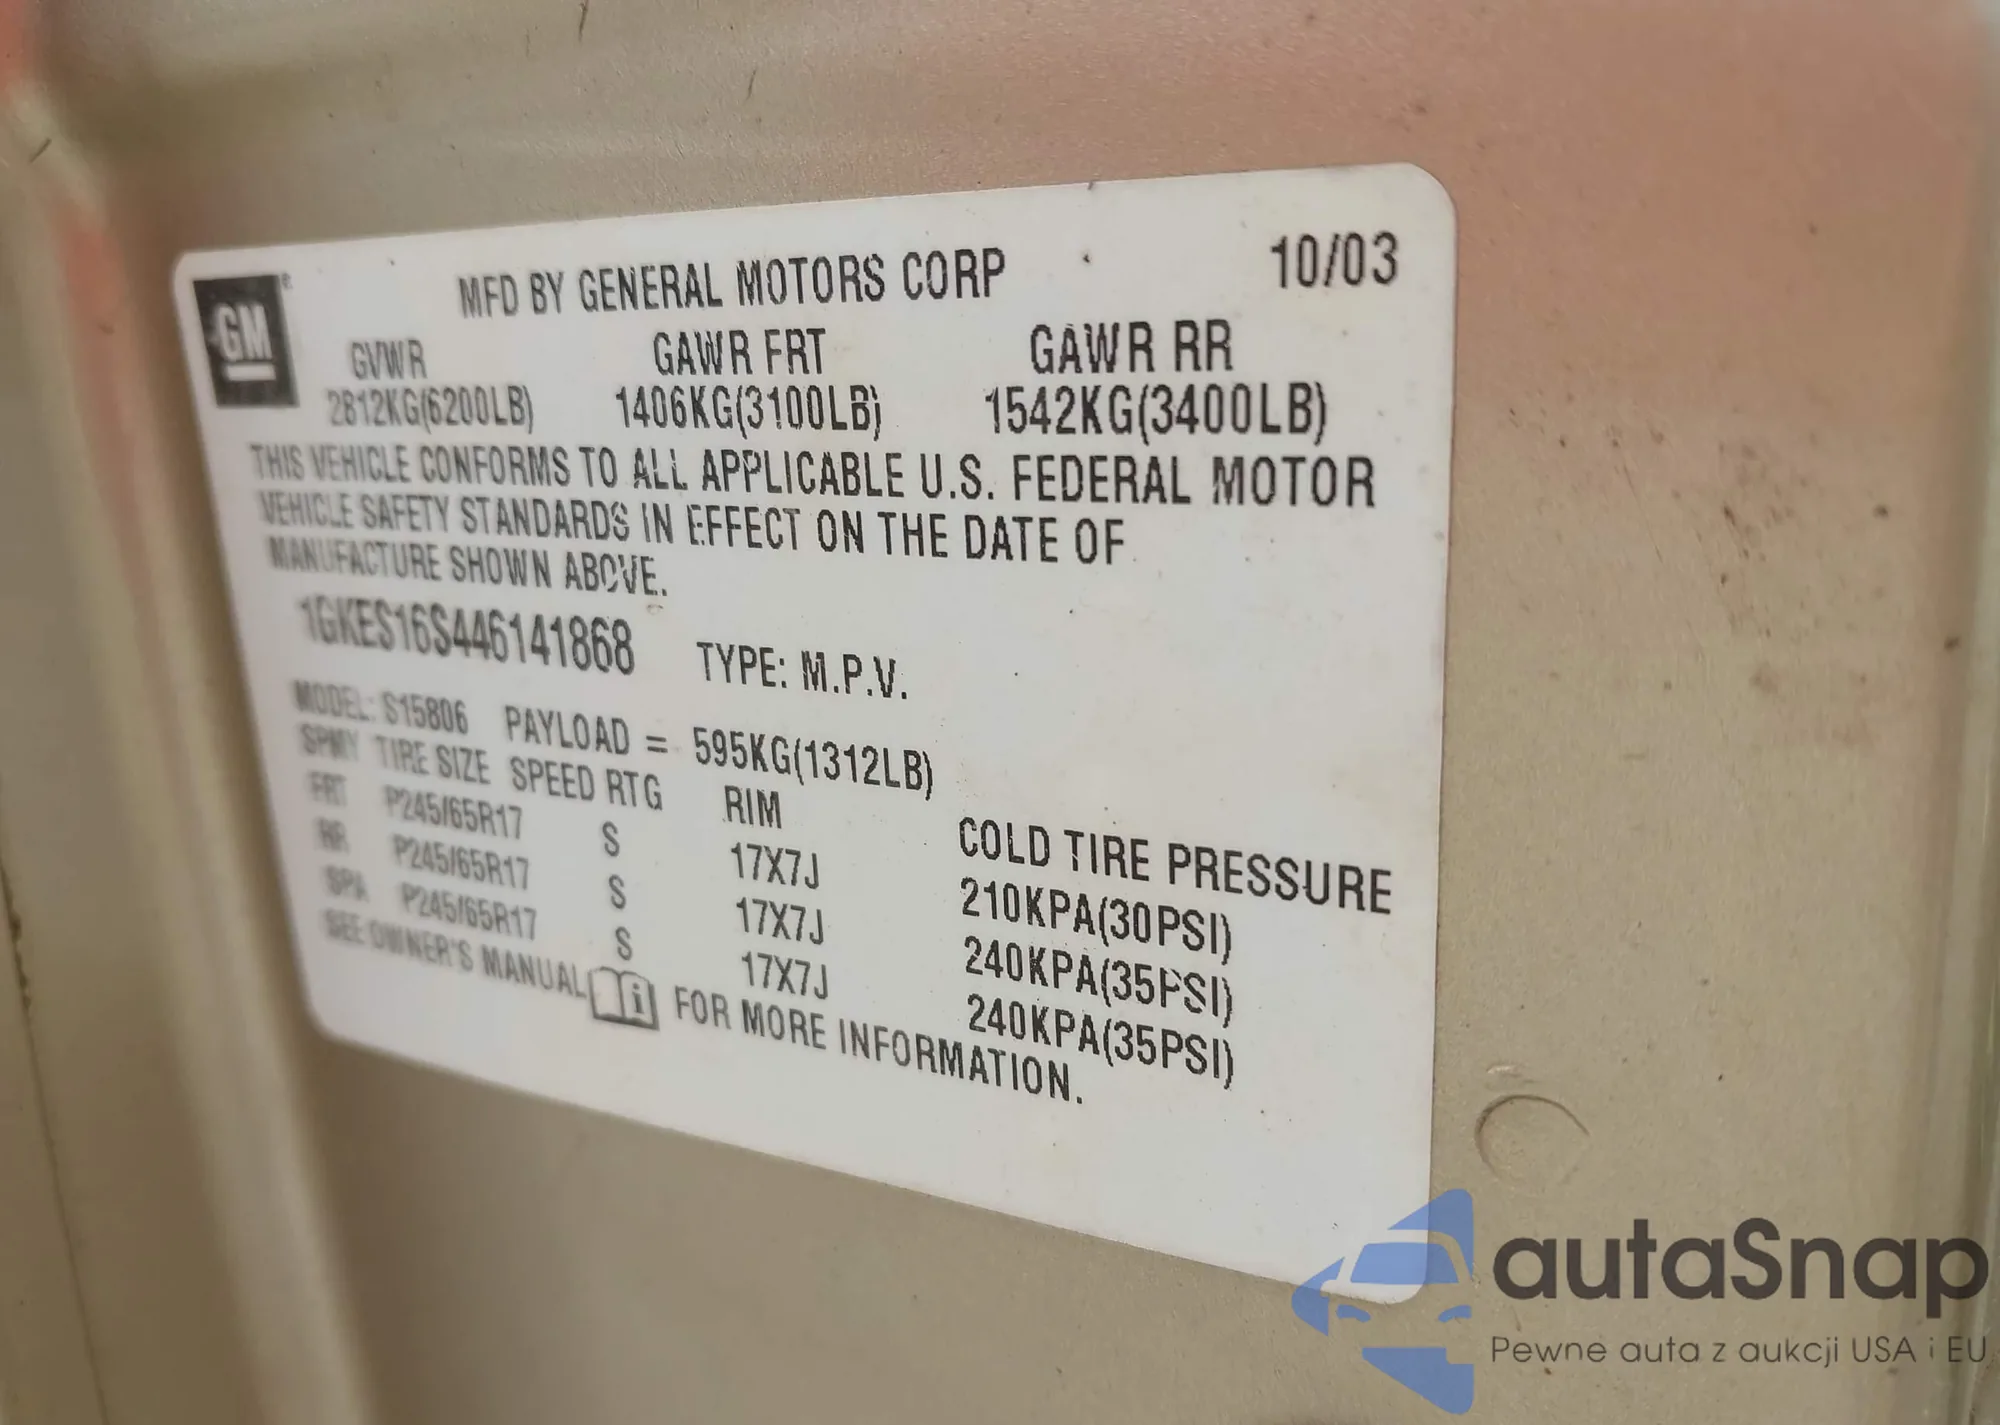 GM
MFD BY GENERAL MOTORS CORP 10/03
GVWR GAWR FRT GAWR RR
2812KG(6200LB) 1406KG(3100LB) 1542KG(3400LB)
THIS VEHICLE CONFORMS TO ALL APPLICABLE U.S. FEDERAL MOTOR
VEHICLE SAFETY STANDARDS IN EFFECT ON THE DATE OF
MANUFACTURE SHOWN ABOVE.
1GKES16S446141868 TYPE: M.P.V.
MODEL: S15806 PAYLOAD = 595KG(1312LB)
SPMY TIRE SIZE SPEED RTG RIM COLD TIRE PRESSURE
FRT P245/65R17 S 17X7J 210KPA(30PSI)
RR P245/65R17 S 17X7J 240KPA(35PSI)
SPA P245/65R17 S 17X7J 240KPA(35PSI)
SEE OWNER'S MANUAL i FOR MORE INFORMATION.
autaSnap
Pewne auta z aukcji USA i EU